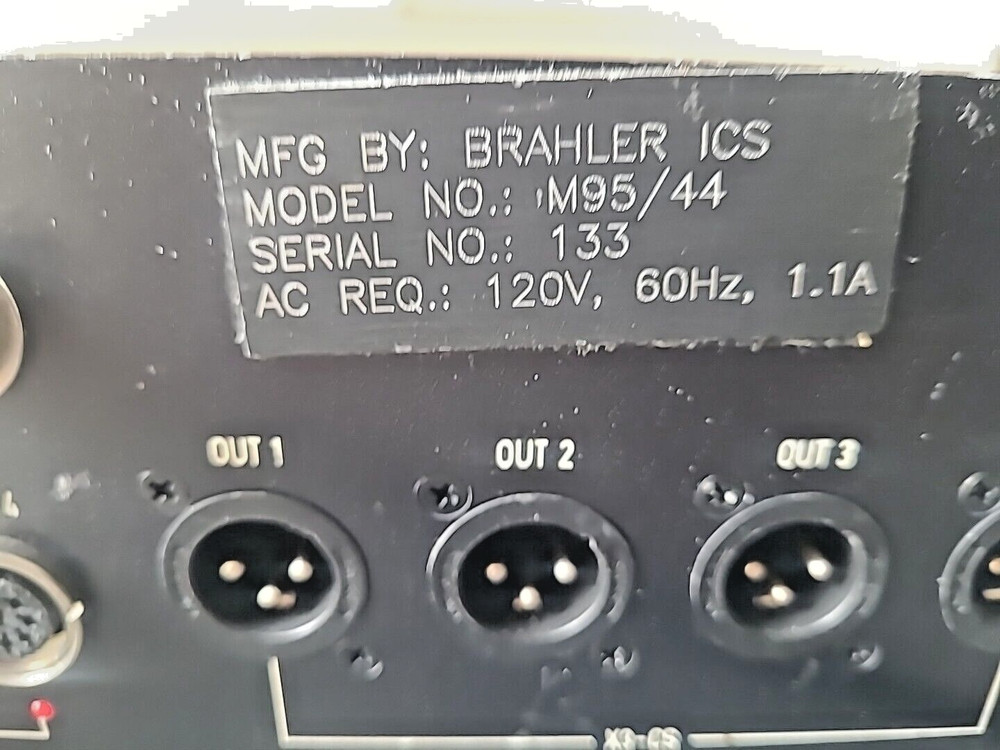 MFG BY: BRAHLER ICS
MODEL NO.: M95/44
SERIAL NO.: 133
AC REQ.: 120V, 60Hz, 1.1A
OUT 1
OUT 2
OUT 3